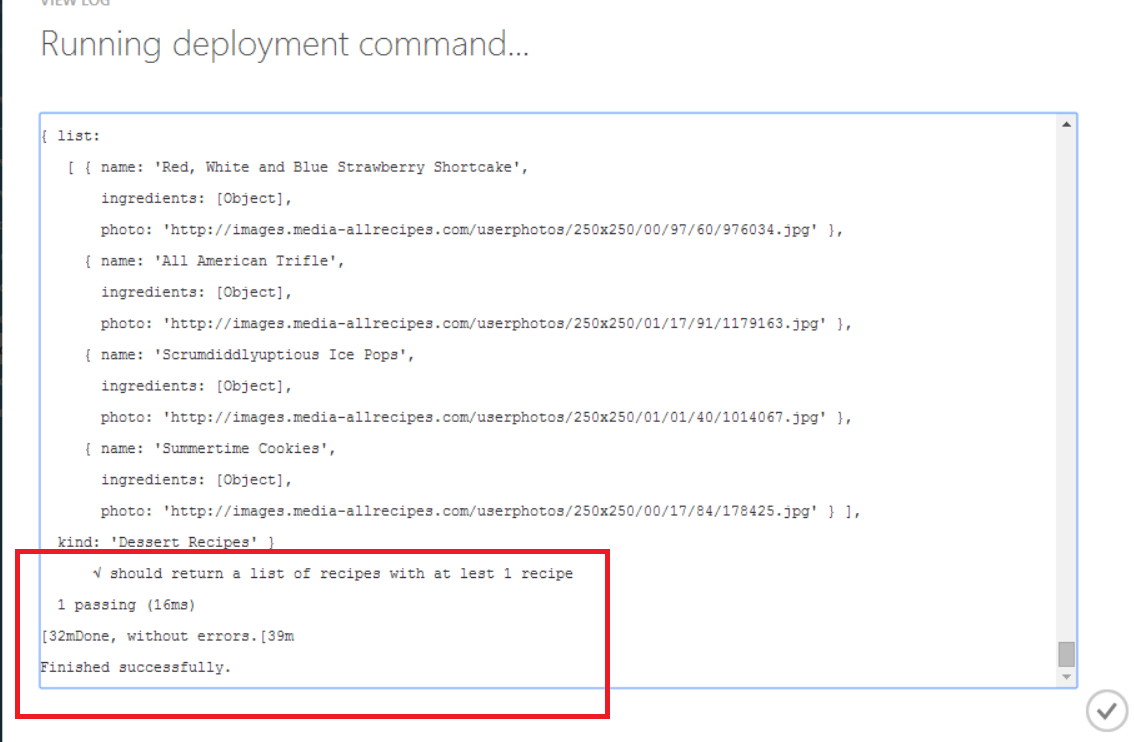 VIEW LOG
Running deployment command...
{ list:
[ { name: 'Red, White and Blue Strawberry Shortcake',
ingredients: [Object],
photo: 'http://images.media-allrecipes.com/userphotos/250x250/00/97/60/976034.jpg' },
{ name: 'All American Trifle',
ingredients: [Object],
photo: 'http://images.media-allrecipes.com/userphotos/250x250/01/17/91/1179163.jpg' },
{ name: 'Scrumdiddlyuptious Ice Pops',
ingredients: [Object],
photo: 'http://images.media-allrecipes.com/userphotos/250x250/01/01/40/1014067.jpg' },
{ name: 'Summertime Cookies',
ingredients: [Object],
photo: 'http://images.media-allrecipes.com/userphotos/250x250/00/17/84/178425.jpg' } ],
kind: 'Dessert Recipes' }
√ should return a list of recipes with at lest 1 recipe
1 passing (16ms)
[32mDone, without errors.[39m
Finished successfully.